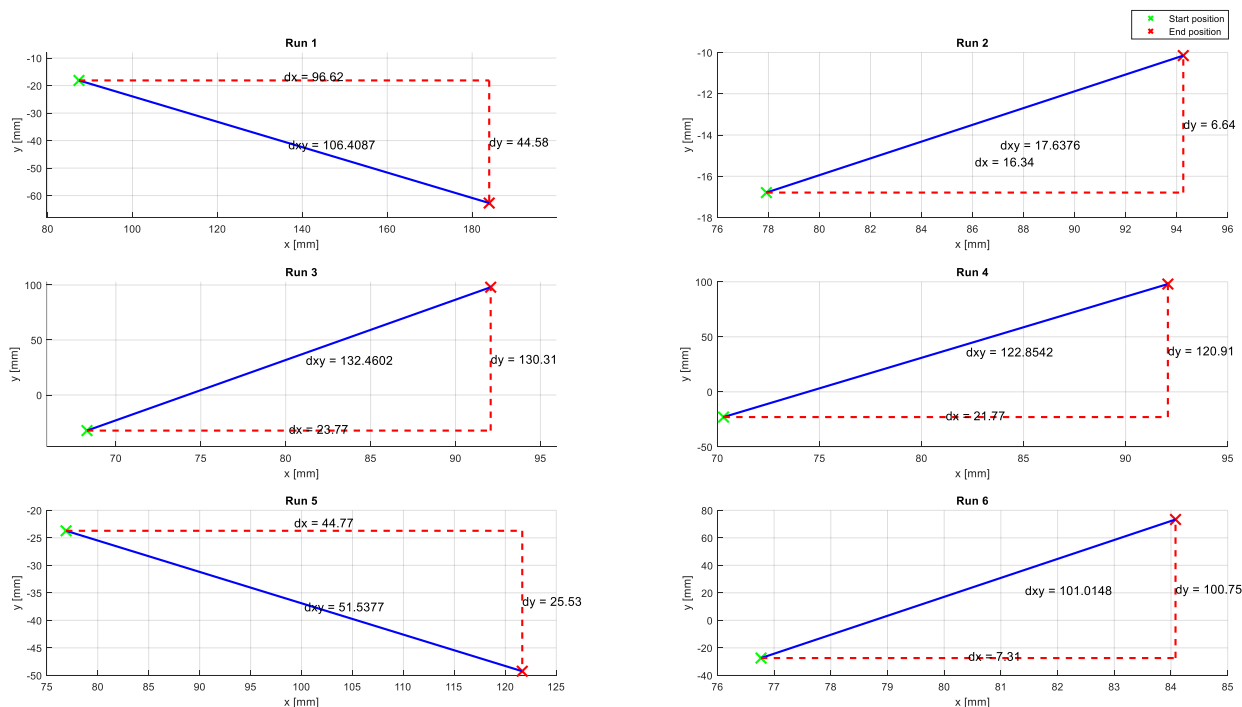 Start position
End position
Run 1
-10
-20
-30
-40
-50
-60
y [mm]
dx = 96.62
dxy = 106.4087
dy = 44.58
80
100
120
140
160
180
x [mm]
Run 2
-10
-12
-14
-16
-18
y [mm]
dxy = 17.6376
dx = 16.34
dy = 6.64
76
78
80
82
84
86
88
90
92
94
96
x [mm]
Run 3
100
50
0
y [mm]
dxy = 132.4602
dy = 130.31
dx = 23.77
70
75
80
85
90
95
x [mm]
Run 4
100
50
0
-50
y [mm]
dxy = 122.8542
dy = 120.91
dx = 21.77
70
75
80
85
90
95
x [mm]
Run 5
-20
-25
-30
-35
-40
-45
-50
y [mm]
dx = 44.77
dxy = 51.5377
dy = 25.53
75
80
85
90
95
100
105
110
115
120
125
x [mm]
Run 6
80
60
40
20
0
-20
-40
y [mm]
dxy = 101.0148
dy = 100.75
dx = 7.31
76
77
78
79
80
81
82
83
84
85
x [mm]